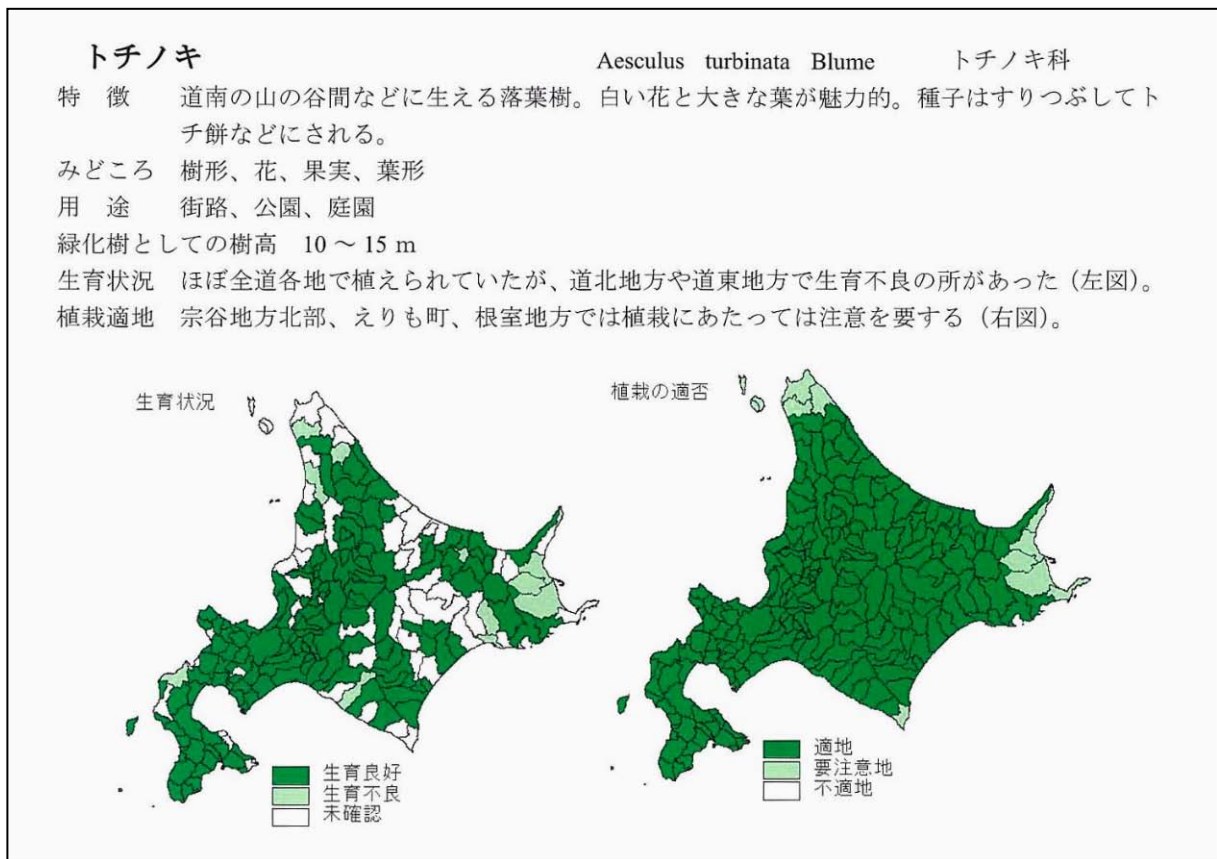 トチノキ Aesculus turbinata Blume トチノキ科
特 徴 道南の山の谷間などに生える落葉樹。白い花と大きな葉が魅力的。種子はすりつぶしてト
チ餅などにされる。
みどころ 樹形、花、果実、葉形
用 途 街路、公園、庭園
緑化樹としての樹高 10 ～ 15 m
生育状況 ほぼ全道各地で植えられていたが、道北地方や道東地方で生育不良の所があった（左図）。
植栽適地 宗谷地方北部、えりも町、根室地方では植栽にあたっては注意を要する（右図）。
生育状況
生育良好
生育不良
未確認
植栽の適否
適地
要注意地
不適地